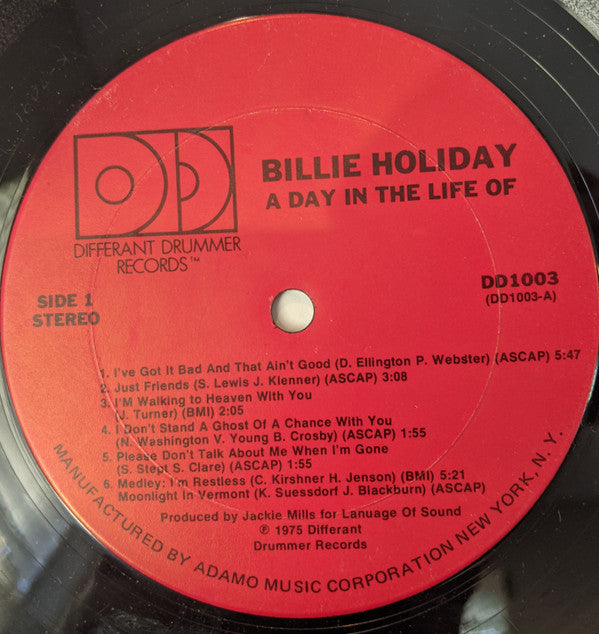 BILLIE HOLIDAY
A DAY IN THE LIFE OF
DIFFERANT DRUMMER
RECORDS™
SIDE 1
STEREO
DD1003
(DD1003-A)
1. I've Got It Bad And That Ain't Good (D. Ellington P. Webster) (ASCAP) 5:47
2. Just Friends (S. Lewis J. Klenner) (ASCAP) 3:08
3. I'M Walking to Heaven With You
(J. Turner) (BMI) 2:05
4. I Don't Stand A Ghost Of A Chance With You
(N. Washington V. Young B. Crosby) (ASCAP) 1:55
5. Please Don't Talk About Me When I'm Gone
(S. Stept S. Clare) (ASCAP) 1:55
6. Medley: I'm Restless (C. Kirshner H. Jenson) (BMI) 5:21
Moonlight In Vermont (K. Suessdorf J. Blackburn) (ASCAP)
Produced by Jackie Mills for Lanuage Of Sound
℗ 1975 Differant
Drummer Records
MANUFACTURED BY ADAMO MUSIC CORPORATION NEW YORK, N.Y.